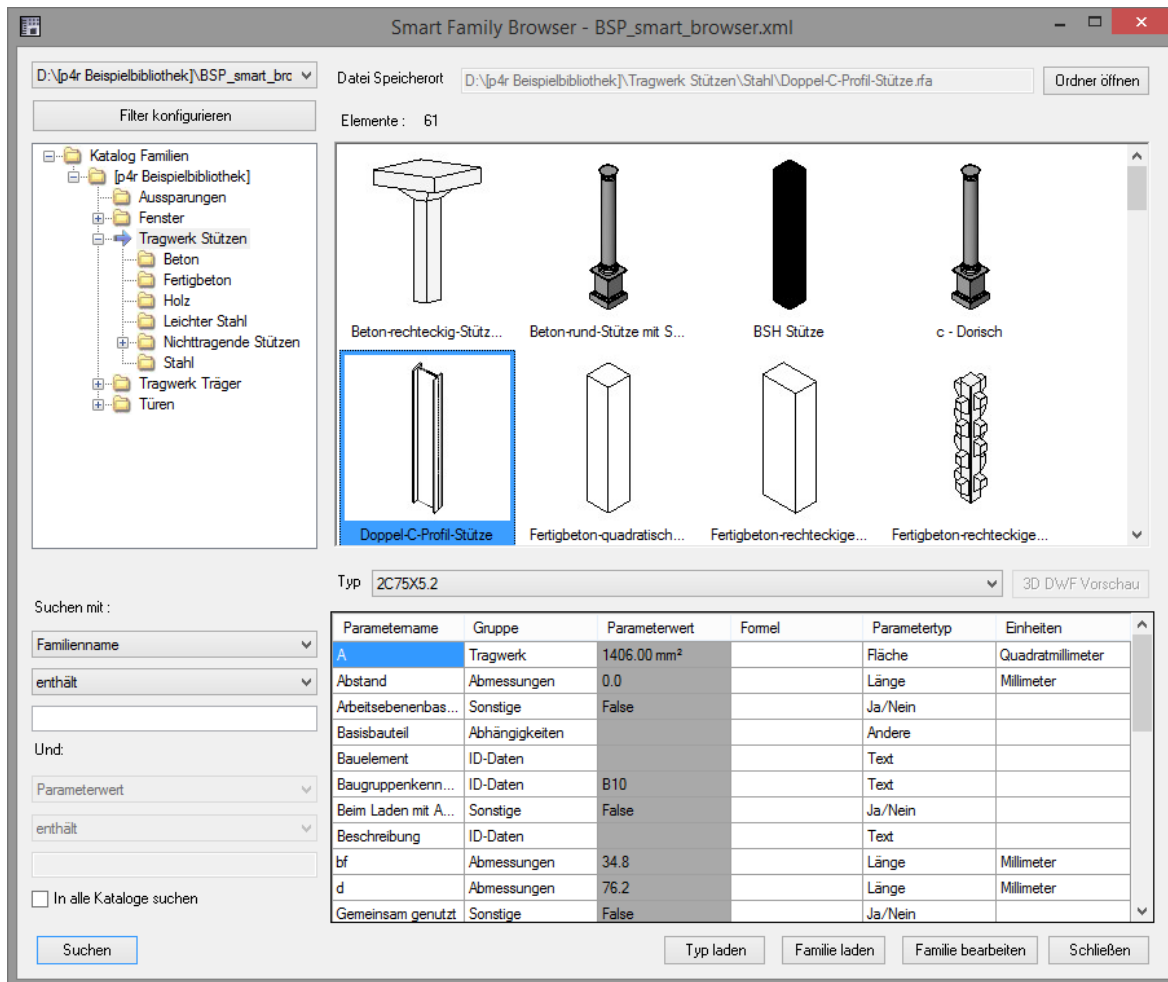 Smart Family Browser - BSP_smart_browser.xml
D:\[p4r Beispielbibliothek]\BSP_smart_brc
Datei Speicherort D:\[p4r Beispielbibliothek]\Tragwerk Stützen\Stahl\Doppel-C-Profil-Stütze.rfa Ordner öffnen
Filter konfigurieren
Elemente : 61
Katalog Familien
[p4r Beispielbibliothek]
Aussparungen
Fenster
Tragwerk Stützen
Beton
Fertigbeton
Holz
Leichter Stahl
Nichttragende Stützen
Stahl
Tragwerk Träger
Türen
Beton-rechteckig-Stütz... Beton-rund-Stütze mit S... BSH Stütze c - Dorisch
Doppel-C-Profil-Stütze Fertigbeton-quadratisch... Fertigbeton-rechteckige... Fertigbeton-rechteckige...
Typ 2C75X5.2 3D DWF Vorschau
Suchen mit :
Familienname
enthält
Und:
Parameterwert
enthält
In alle Kataloge suchen
Suchen
Parametername Gruppe Parameterwert Formel Parametertyp Einheiten
A Tragwerk 1406.00 mm² Fläche Quadratmillimeter
Abstand Abmessungen 0.0 Länge Millimeter
Arbeitsebenenbas... Sonstige False Ja/Nein
Basisbauteil Abhängigkeiten Andere
Bauelement ID-Daten Text
Baugruppenkenn... ID-Daten B10 Text
Beim Laden mit A... Sonstige False Ja/Nein
Beschreibung ID-Daten Text
bf Abmessungen 34.8 Länge Millimeter
d Abmessungen 76.2 Länge Millimeter
Gemeinsam genutzt Sonstige False Ja/Nein
Typ laden Familie laden Familie bearbeiten Schließen